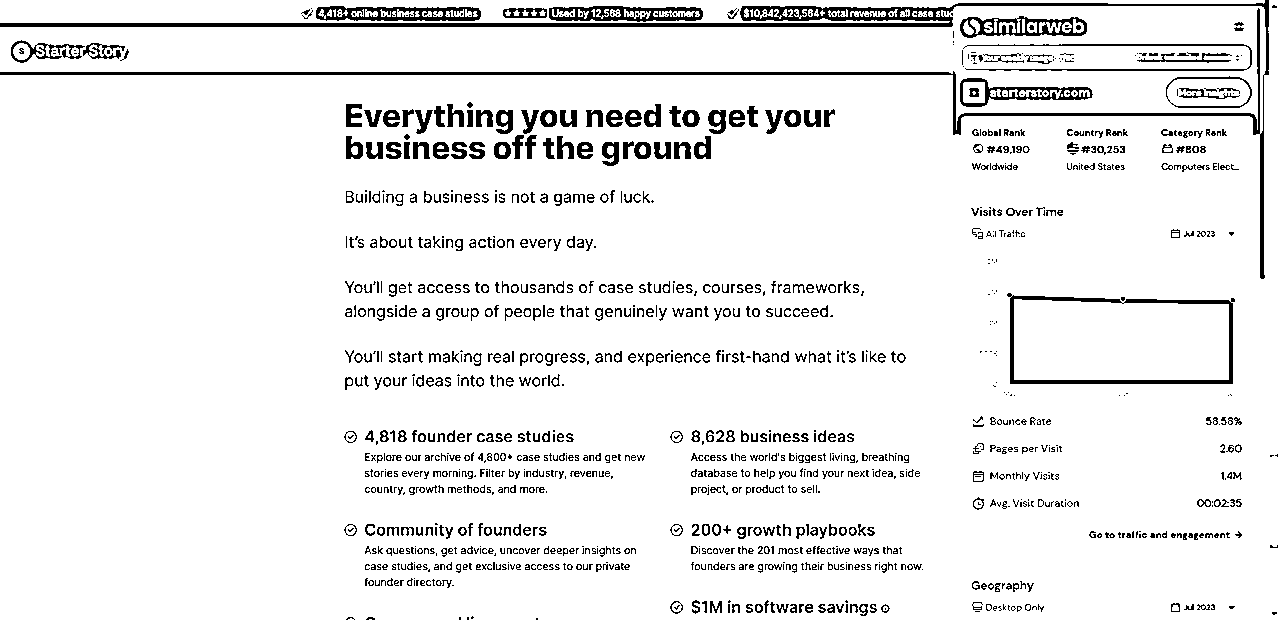 4,418+ online business case studies
Used by 12,568 happy customers
total revenue of all case
Starter Story
Everything you need to get your
business off the ground
Building a business is not a game of luck.
It's about taking action every day.
You'll get access to thousands of case studies, courses, frameworks,
alongside a group of people that genuinely want you to succeed.
You'll start making real progress, and experience first-hand what it's like to
put your ideas into the world.
4,818 founder case studies
Explore our archive of 4,800+ case studies and get new
stories every morning. Filter by industry, revenue,
country, growth methods, and more.
Community of founders
Ask questions, get advice, uncover deeper insights on
case studies, and get exclusive access to our private
founder directory.
8,628 business ideas
Access the world's biggest living, breathing
database to help you find your next idea, side
project, or product to sell.
200+ growth playbooks
Discover the 201 most effective ways that
founders are growing their business right now.
$1M in software savings
similarweb
starterstory.com
More Insights
Global Rank
#49,190
Worldwide
Country Rank
#30,253
United States
Category Rank
#808
Computers Elect...
Visits Over Time
All Traffic
Jul 2023
Bounce Rate 58.58%
Pages per Visit 2.60
Monthly Visits 1.4M
Avg. Visit Duration 00:02:35
Go to traffic and engagement →
Geography
Desktop Only
Jul 2023